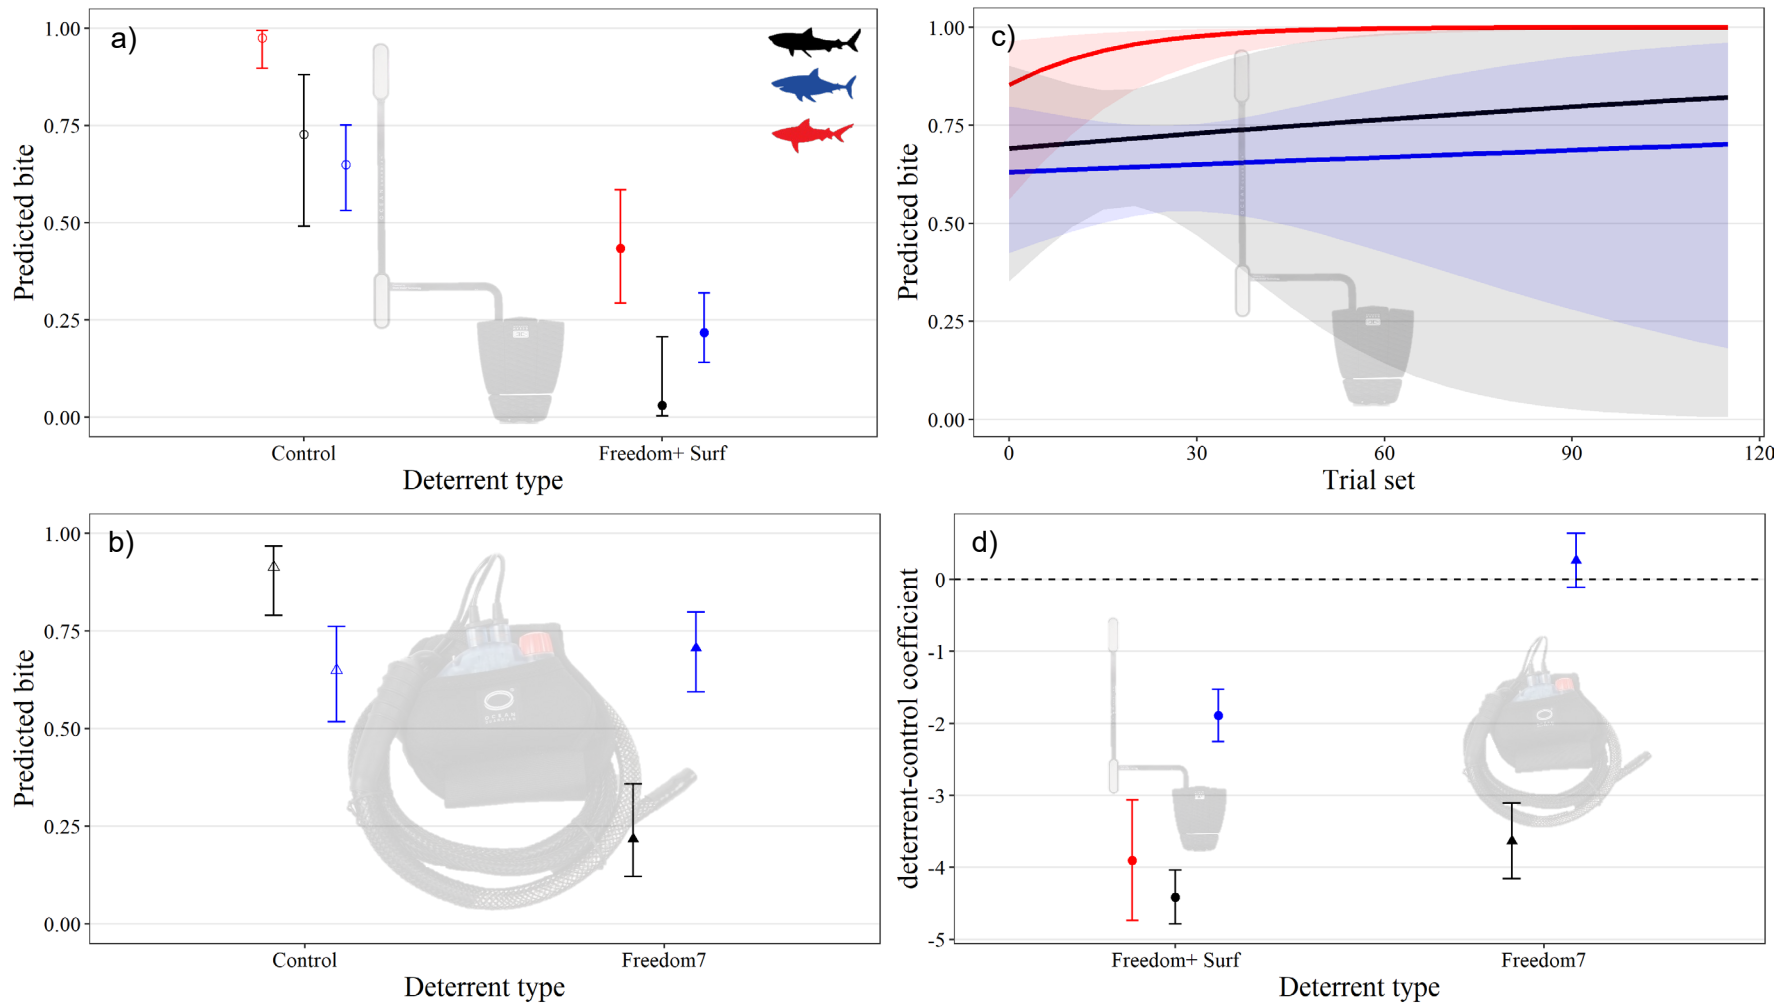 a)
1.00
0.75
0.50
0.25
0.00
Predicted bite
Control
Freedom+ Surf
Deterrent type
c)
1.00
0.75
0.50
0.25
0.00
Predicted bite
0
30
60
90
120
Trial set
b)
1.00
0.75
0.50
0.25
0.00
Predicted bite
OCEAN
Control
Freedom7
Deterrent type
d)
0
-1
-2
-3
-4
-5
deterrent-control coefficient
Freedom+ Surf
Freedom7
Deterrent type